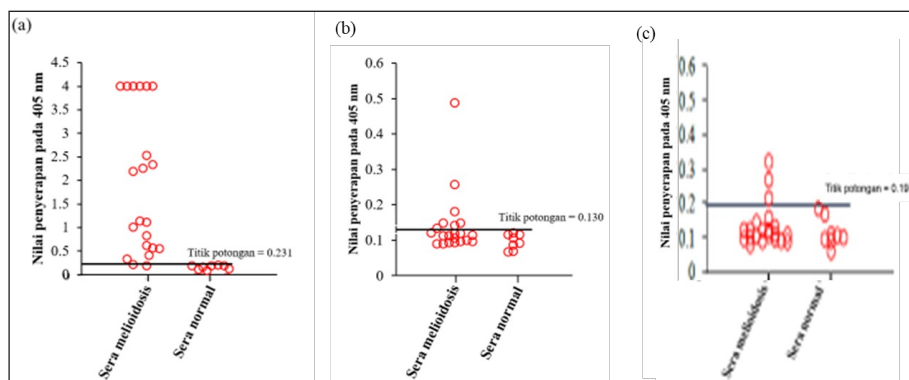 (a)
Nilai penyerapan pada 405 nm
4.5
4
3.5
3
2.5
2
1.5
1
0.5
0
Titik potongan = 0.231
Sera melioidosis
Sera normal
(b)
Nilai penyerapan pada 405 nm
0.6
0.5
0.4
0.3
0.2
0.1
0
Titik potongan = 0.130
Sera melioidosis
Sera normal
(c)
Nilai penyerapan pada 405 nm
0.6
0.5
0.4
0.3
0.2
0.1
0
Titik potongan = 0.19
Sera melioidosis
Sera normal